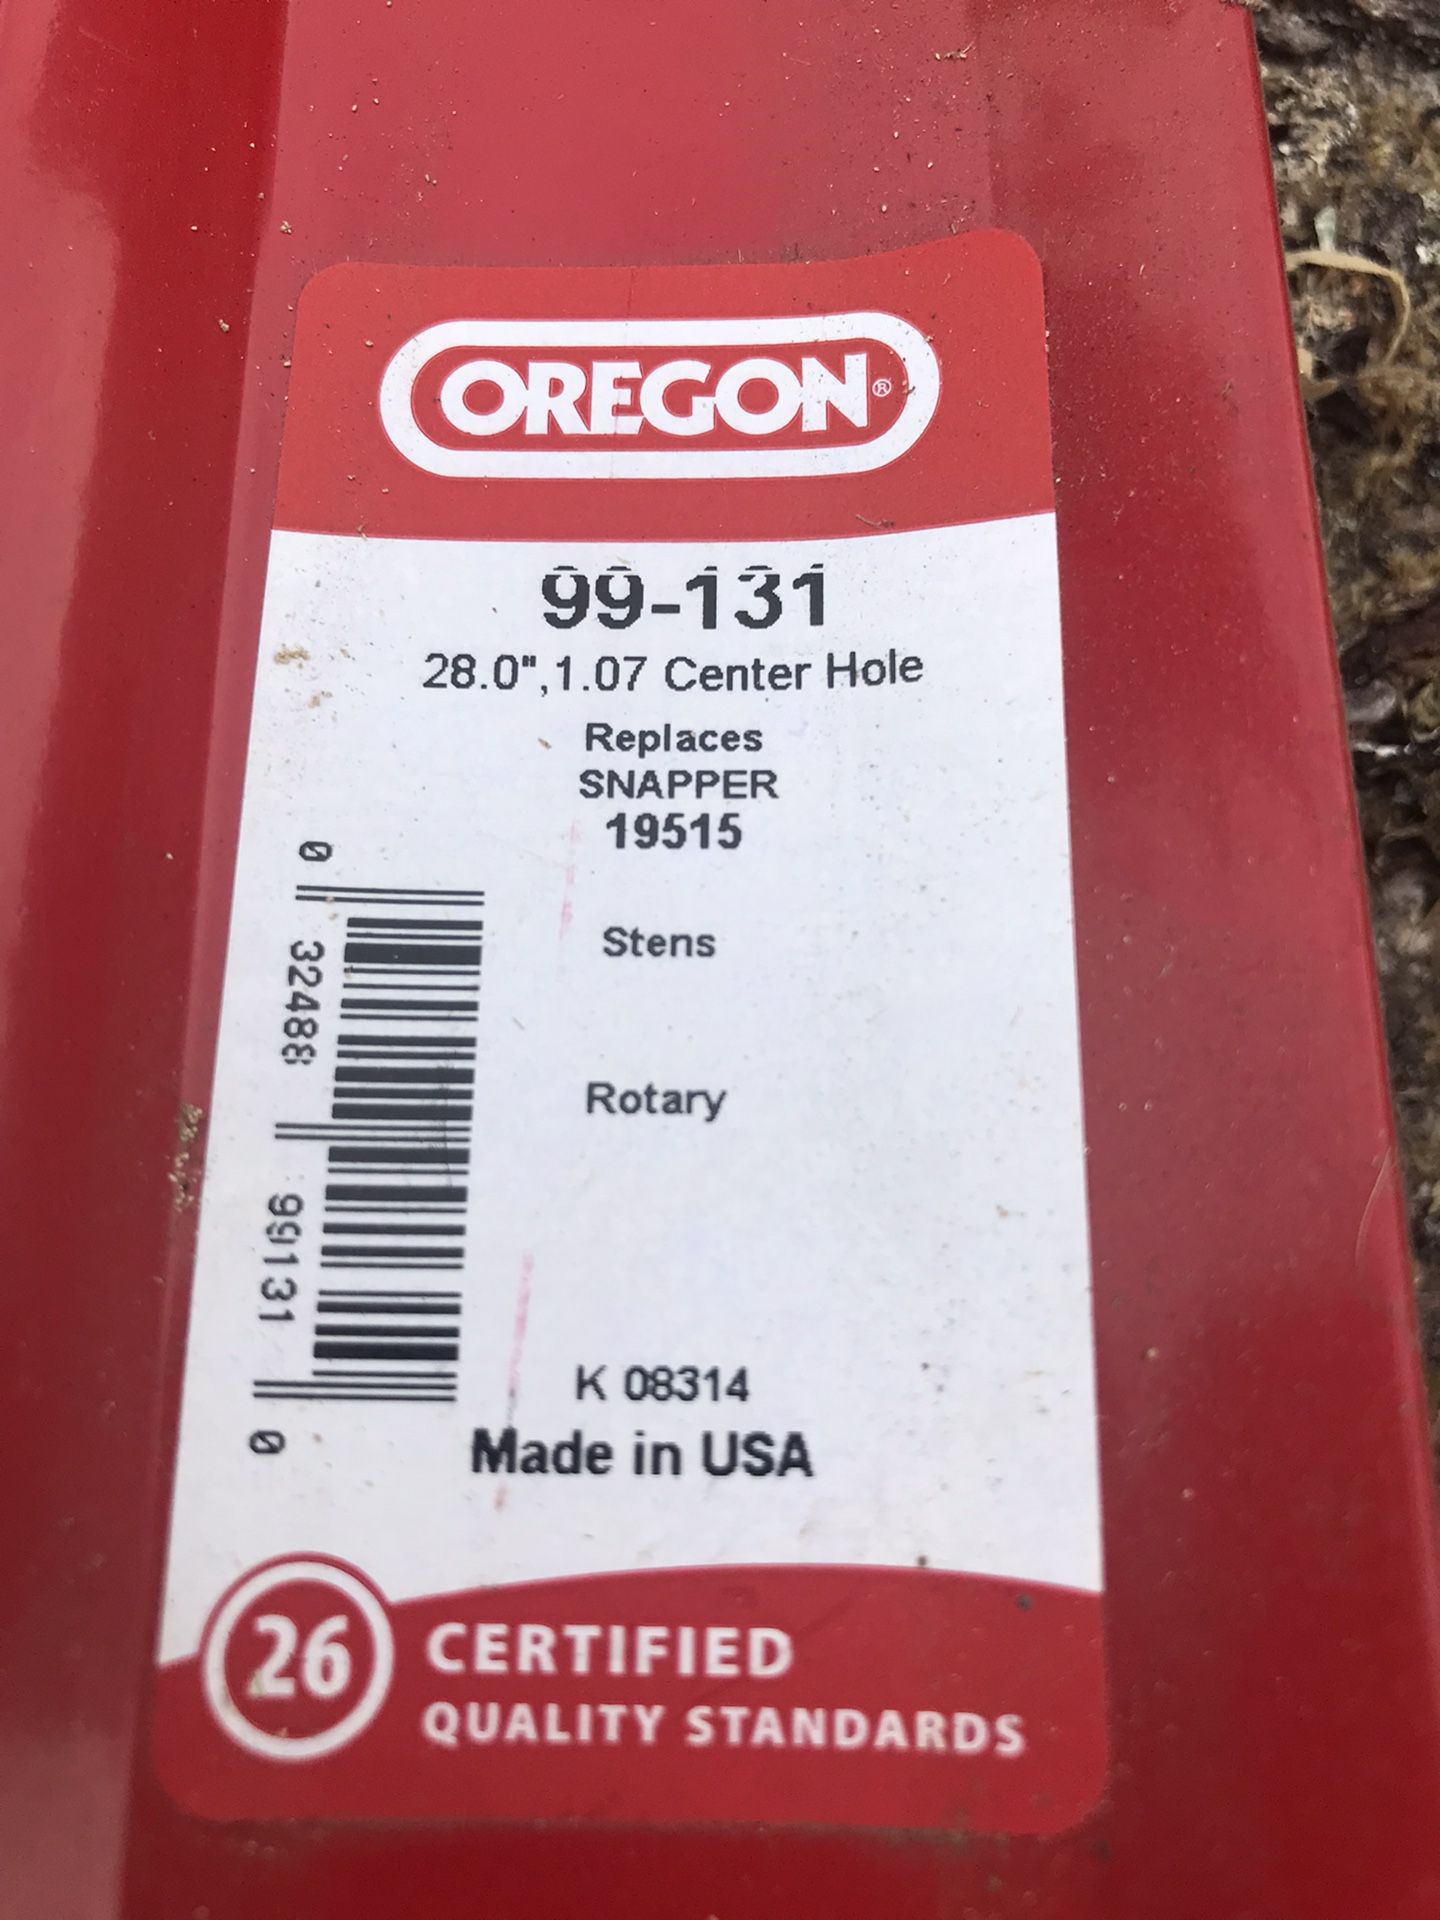 OREGON®
99-131
28.0",1.07 Center Hole
Replaces
SNAPPER
19515
Stens
Rotary
0 32488 99131 0
K 08314
Made in USA
26 CERTIFIED
QUALITY STANDARDS